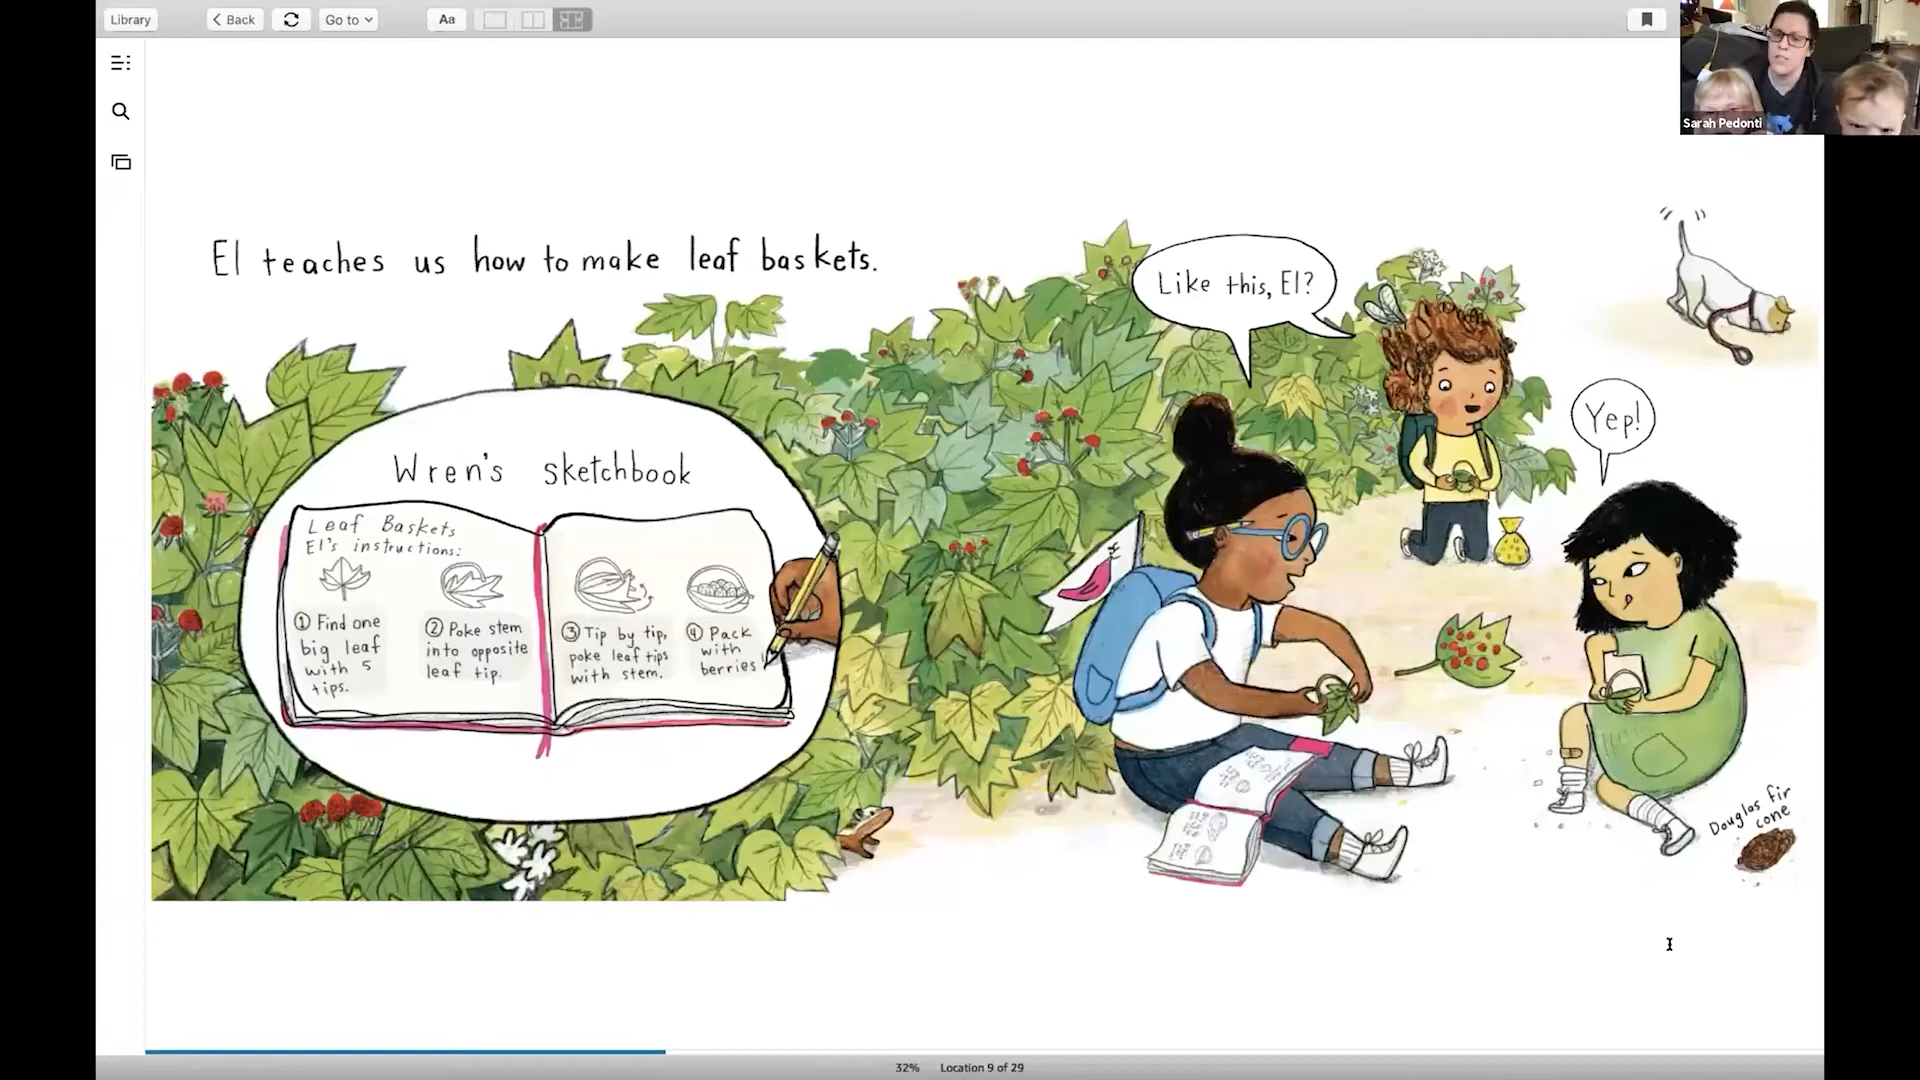 Library
Back
Go to
Aa
Sarah Pedonti
El teaches us how to make leaf baskets.
Like this, El?
Yep!
Wren's sketchbook
Leaf Baskets
El's instructions:
① Find one
big leaf
with 5
tips.
② Poke stem
into opposite
leaf tip.
③ Tip by tip,
poke leaf tips
with stem.
④ Pack
with
berries
Douglas fir
cone
32% Location 9 of 29